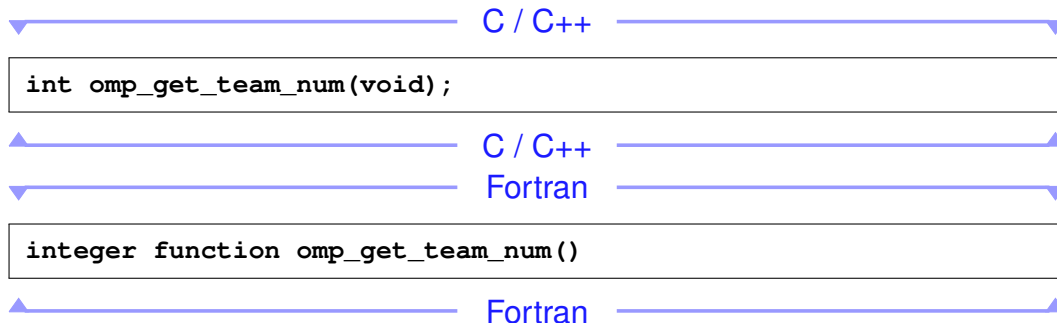 C / C++
int omp_get_team_num(void);
C / C++
Fortran
integer function omp_get_team_num()
Fortran